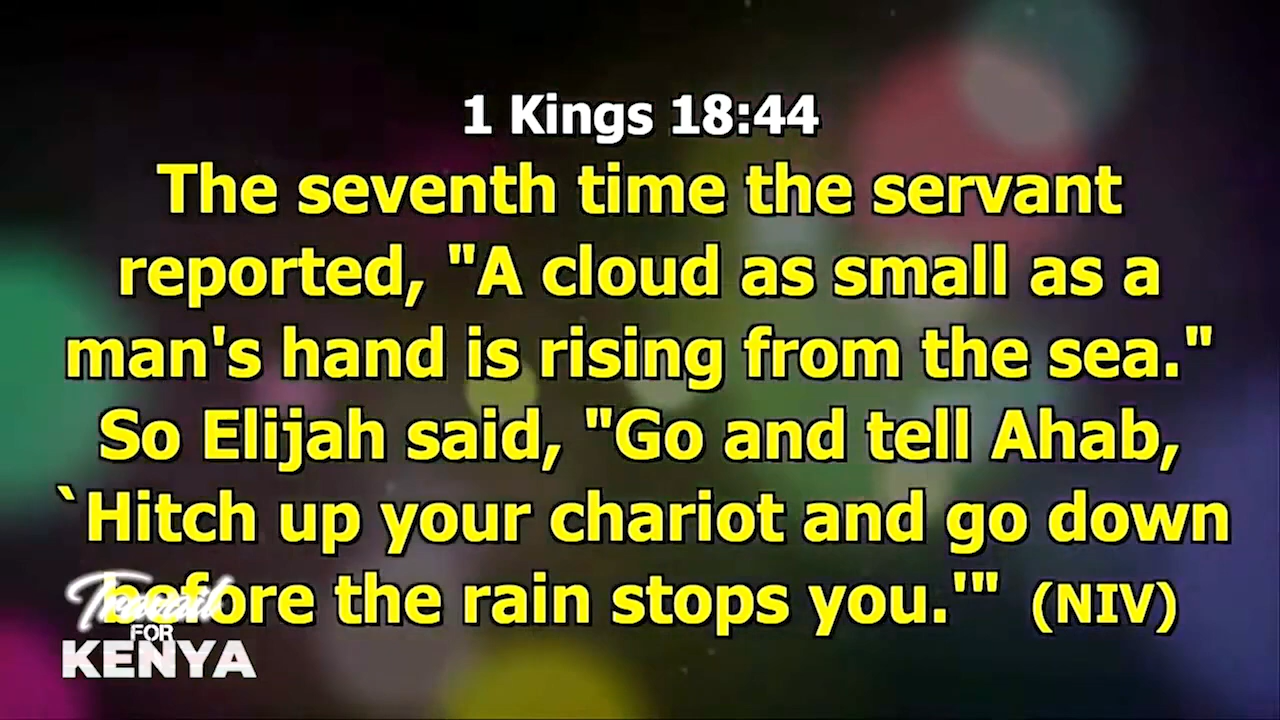 1 Kings 18:44
The seventh time the servant
reported, "A cloud as small as a
man's hand is rising from the sea."
So Elijah said, "Go and tell Ahab,
`Hitch up your chariot and go down
before the rain stops you.'" (NIV)
Travail
FOR
KENYA